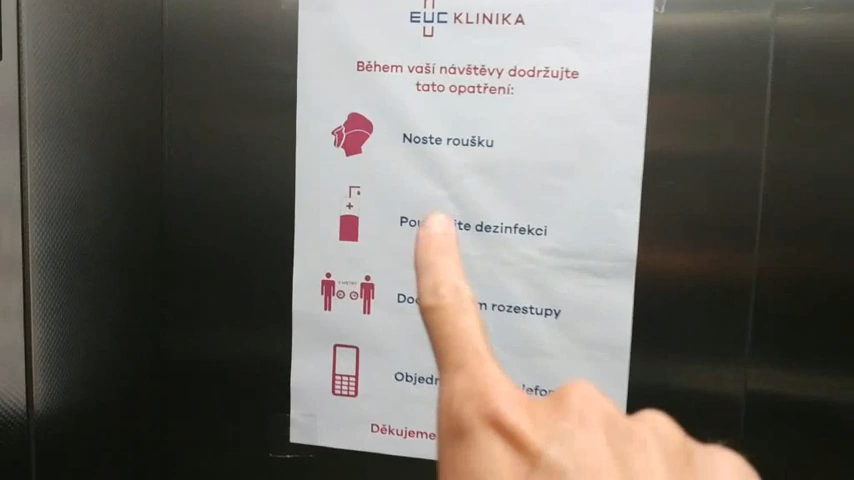 EUC KLINIKA
Během vaší návštěvy dodržujte
tato opatření:
Noste roušku
dezinfekci
rozestupy
Děkujeme